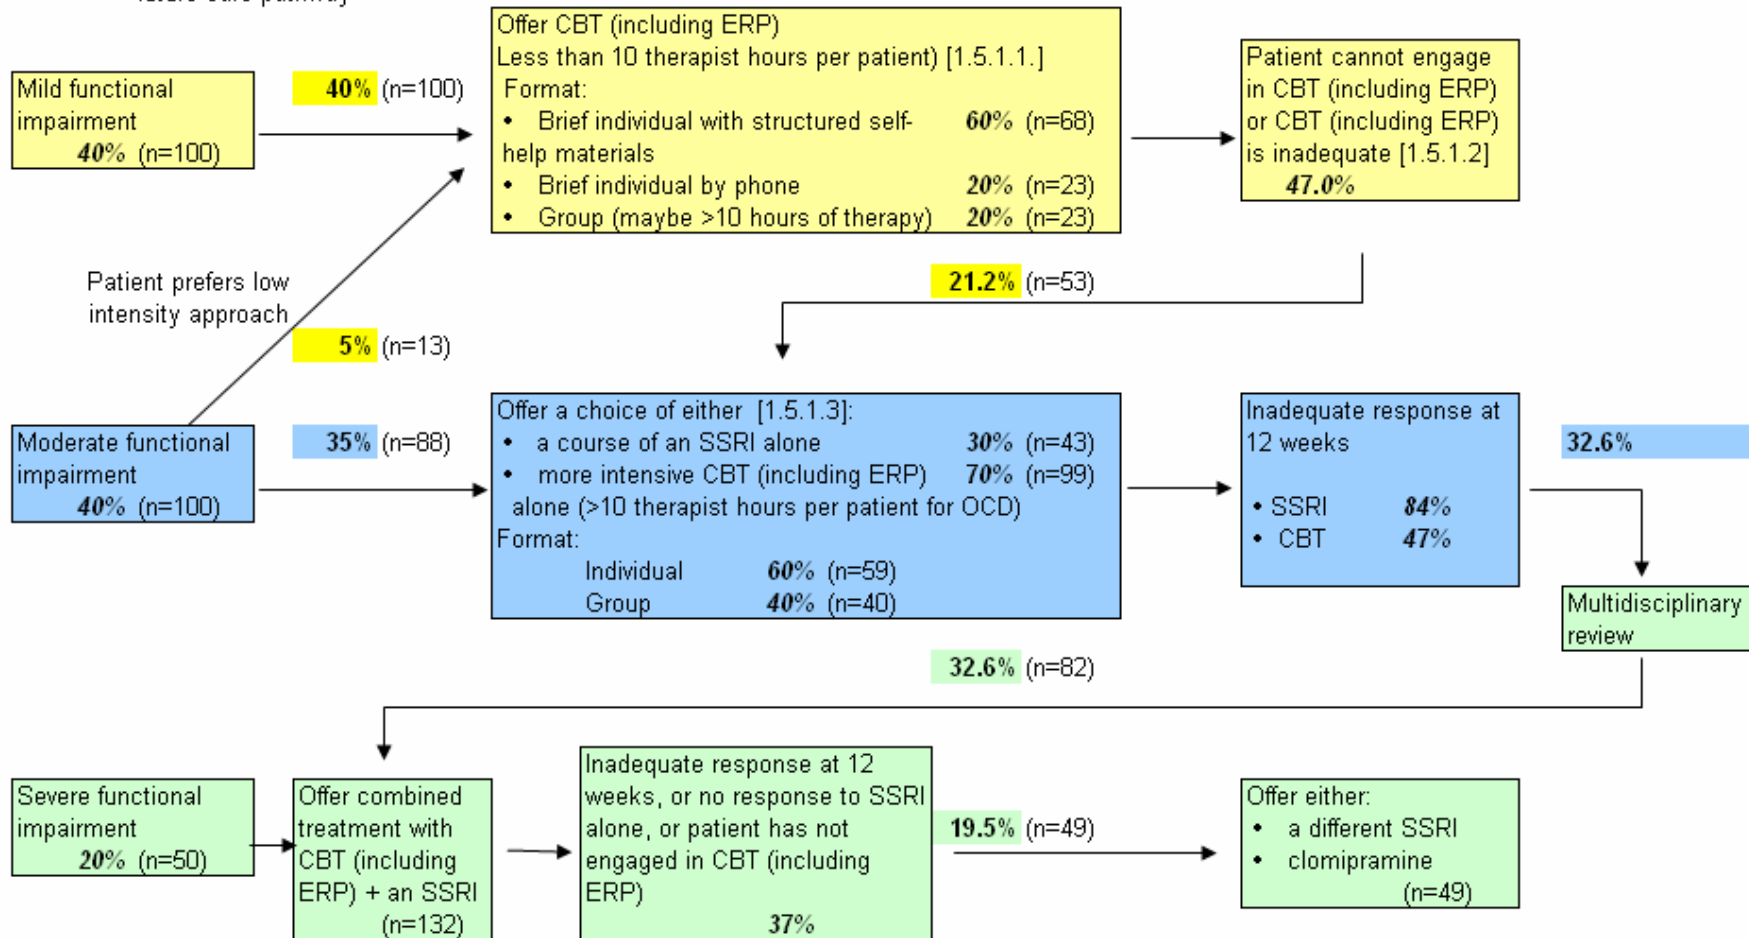 future care pathway
Mild functional
impairment
40% (n=100)
40% (n=100)
Offer CBT (including ERP)
Less than 10 therapist hours per patient) [1.5.1.1.]
Format:
• Brief individual with structured self- 60% (n=68)
help materials
• Brief individual by phone 20% (n=23)
• Group (maybe >10 hours of therapy) 20% (n=23)
Patient cannot engage
in CBT (including ERP)
or CBT (including ERP)
is inadequate [1.5.1.2]
47.0%
Patient prefers low
intensity approach
5% (n=13)
21.2% (n=53)
Moderate functional
impairment
40% (n=100)
35% (n=88)
Offer a choice of either [1.5.1.3]:
• a course of an SSRI alone 30% (n=43)
• more intensive CBT (including ERP) 70% (n=99)
alone (>10 therapist hours per patient for OCD)
Format:
Individual 60% (n=59)
Group 40% (n=40)
Inadequate response at
12 weeks
• SSRI 84%
• CBT 47%
32.6%
Multidisciplinary
review
32.6% (n=82)
Severe functional
impairment
20% (n=50)
Offer combined
treatment with
CBT (including
ERP) + an SSRI
(n=132)
Inadequate response at 12
weeks, or no response to SSRI
alone, or patient has not
engaged in CBT (including
ERP)
37%
19.5% (n=49)
Offer either:
• a different SSRI
• clomipramine
(n=49)